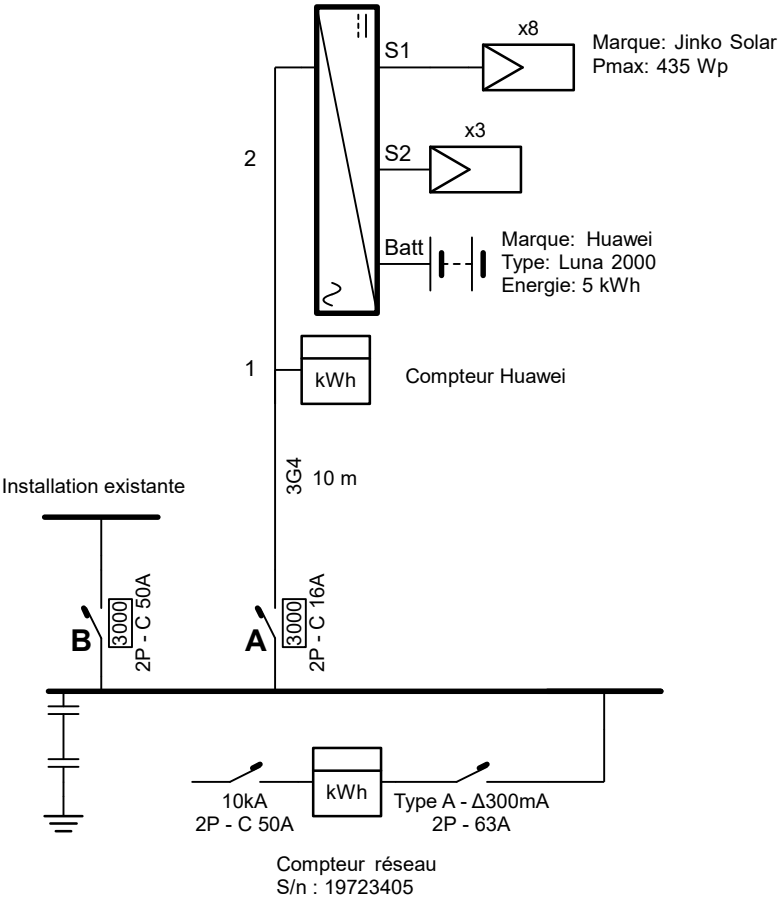 x8
Marque: Jinko Solar
Pmax: 435 Wp
S1
x3
S2
2
Batt
Marque: Huawei
Type: Luna 2000
Energie: 5 kWh
1
kWh
Compteur Huawei
3G4
10 m
Installation existante
B
3000
2P - C 50A
A
3000
2P - C 16A
10kA
2P - C 50A
kWh
Type A - Δ300mA
2P - 63A
Compteur réseau
S/n : 19723405